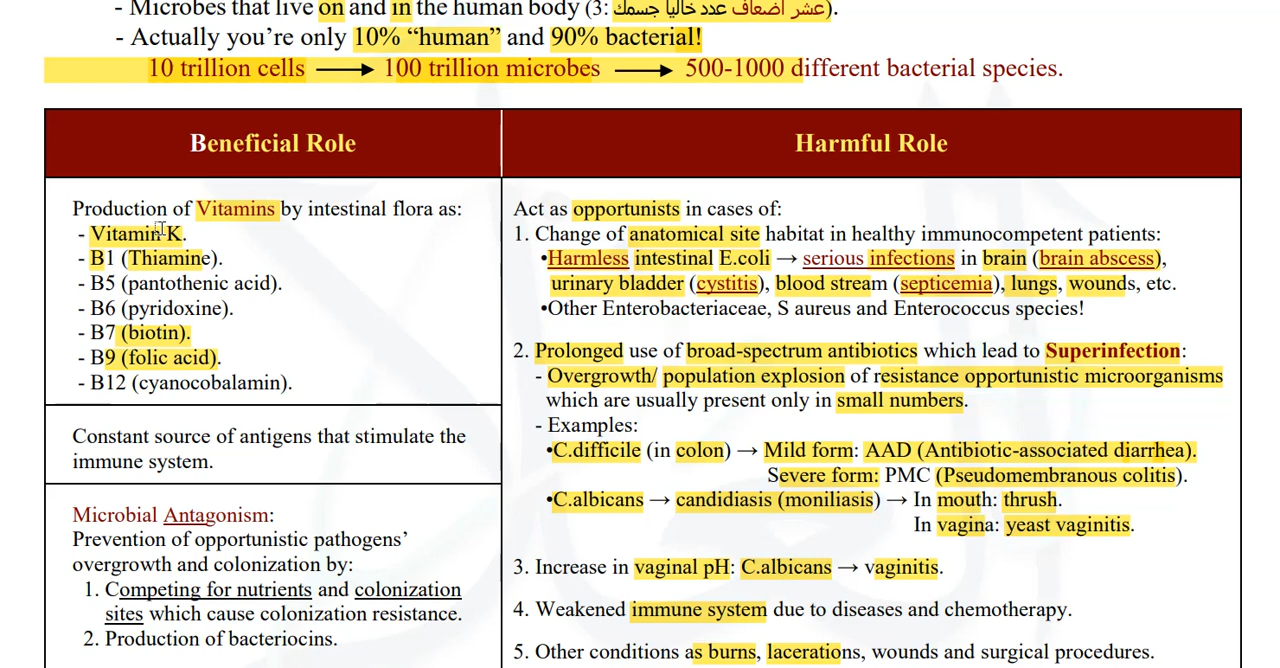 - Microbes that live on and in the human body (3: عشر اضعاف عدد خاليا جسمك).
- Actually you’re only 10% “human” and 90% bacterial!
10 trillion cells → 100 trillion microbes → 500-1000 different bacterial species.
Beneficial Role
Production of Vitamins by intestinal flora as:
- Vitamin K.
- B1 (Thiamine).
- B5 (pantothenic acid).
- B6 (pyridoxine).
- B7 (biotin).
- B9 (folic acid).
- B12 (cyanocobalamin).
Constant source of antigens that stimulate the
immune system.
Microbial Antagonism:
Prevention of opportunistic pathogens’
overgrowth and colonization by:
1. Competing for nutrients and colonization
sites which cause colonization resistance.
2. Production of bacteriocins.
Harmful Role
Act as opportunists in cases of:
1. Change of anatomical site habitat in healthy immunocompetent patients:
•Harmless intestinal E.coli → serious infections in brain (brain abscess),
urinary bladder (cystitis), blood stream (septicemia), lungs, wounds, etc.
•Other Enterobacteriaceae, S aureus and Enterococcus species!
2. Prolonged use of broad-spectrum antibiotics which lead to Superinfection:
- Overgrowth/ population explosion of resistance opportunistic microorganisms
which are usually present only in small numbers.
- Examples:
•C.difficile (in colon) → Mild form: AAD (Antibiotic-associated diarrhea).
Severe form: PMC (Pseudomembranous colitis).
•C.albicans → candidiasis (moniliasis) → In mouth: thrush.
In vagina: yeast vaginitis.
3. Increase in vaginal pH: C.albicans → vaginitis.
4. Weakened immune system due to diseases and chemotherapy.
5. Other conditions as burns, lacerations, wounds and surgical procedures.